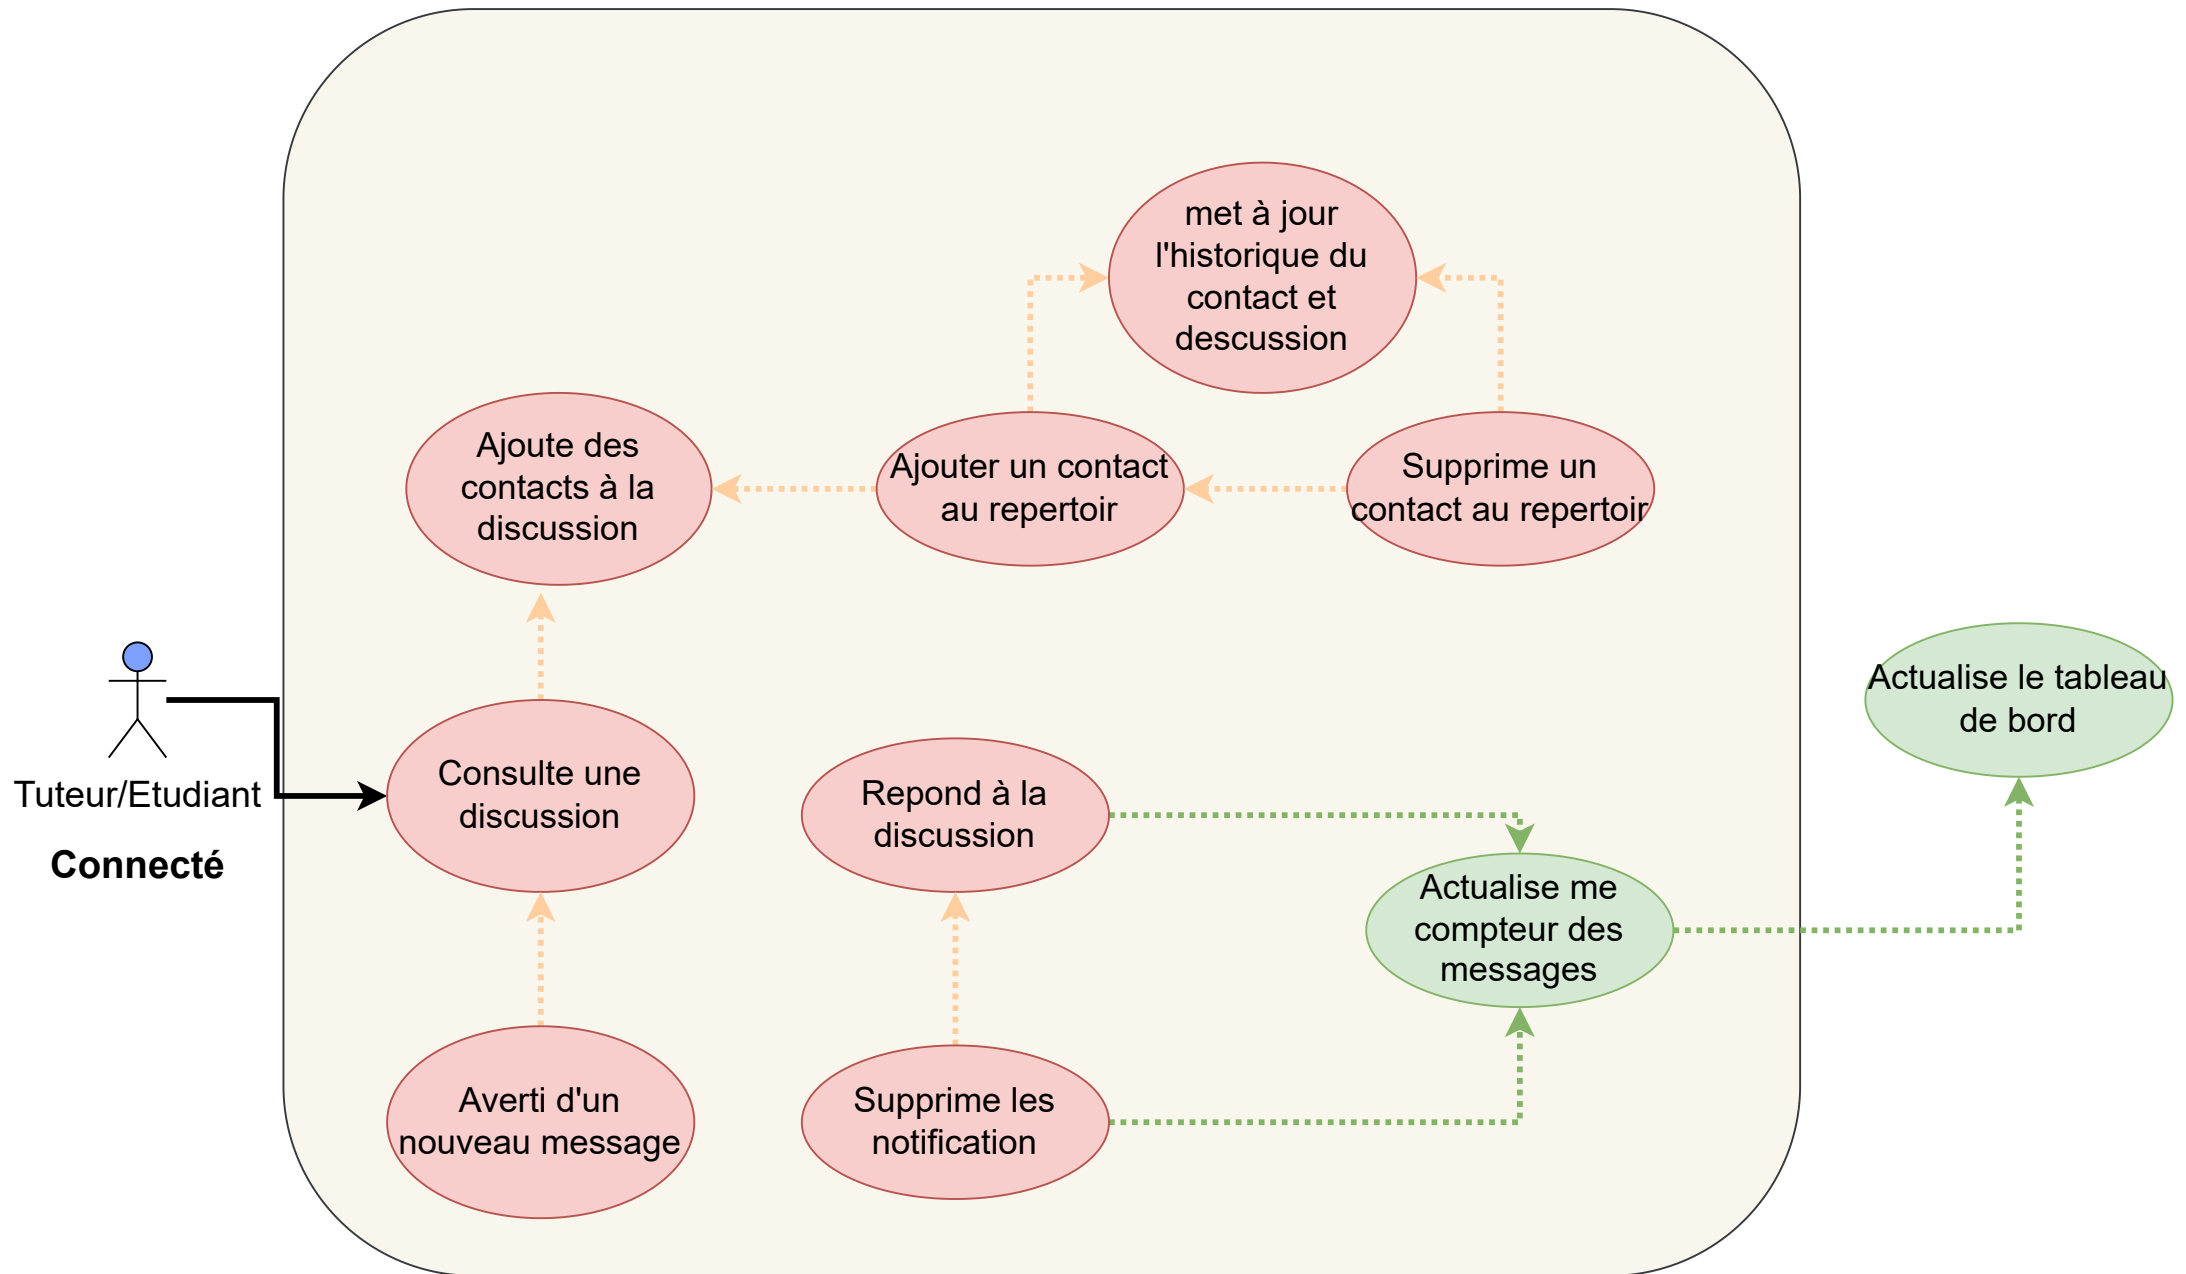 met à jour
l'historique du
contact et
descussion
Ajoute des
contacts à la
discussion
Ajouter un contact
au repertoir
Supprime un
contact au repertoir
Tuteur/Etudiant
Connecté
Consulte une
discussion
Repond à la
discussion
Actualise le tableau
de bord
Actualise me
compteur des
messages
Averti d'un
nouveau message
Supprime les
notification